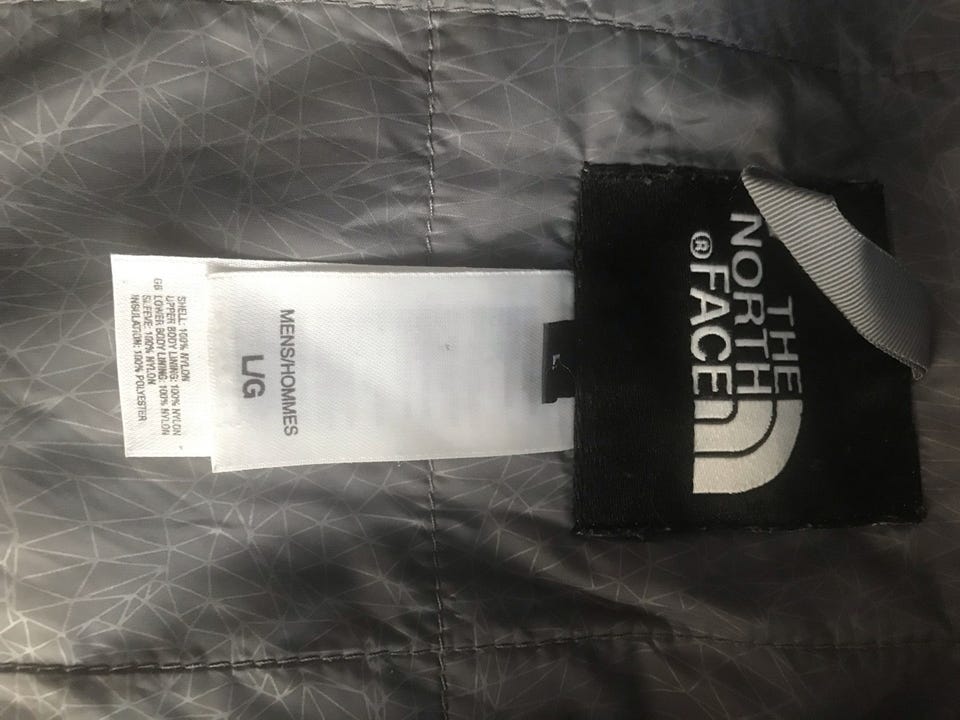 THE
NORTH
FACE®
L
MENS/HOMMES
L/G
SHELL: 100% NYLON
UPPER BODY LINING: 100% NYLON
GB LOWER BODY LINING: 100% NYLON
SLEEVE: 100% NYLON
INSULATION: 100% POLYESTER